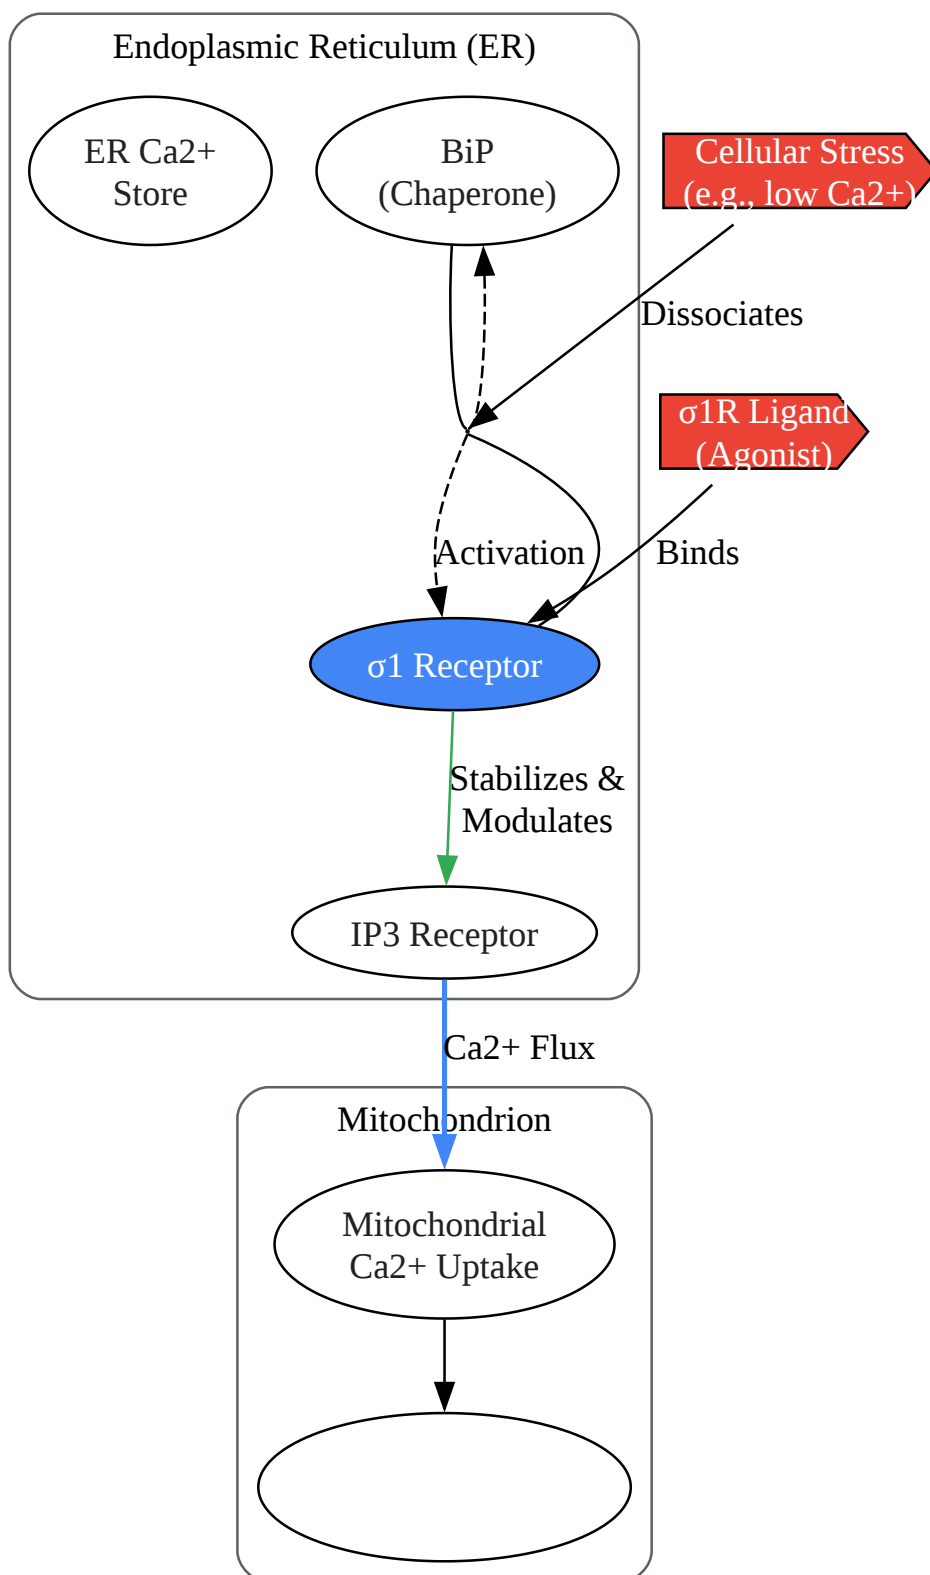 Endoplasmic Reticulum (ER)
ER Ca2+
Store
BiP
(Chaperone)
Cellular Stress
(e.g., low Ca2+)
Dissociates
σ1R Ligand
(Agonist)
Activation
Binds
σ1 Receptor
Stabilizes &
Modulates
IP3 Receptor
Ca2+ Flux
Mitochondrion
Mitochondrial
Ca2+ Uptake